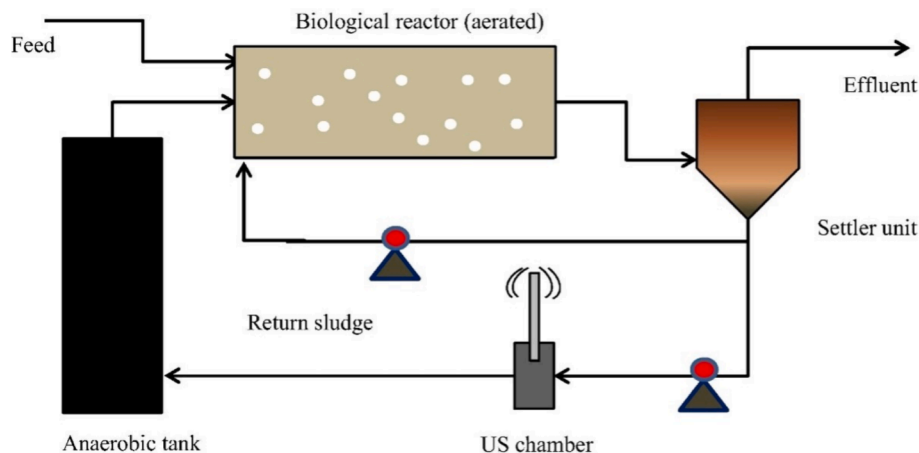 Biological reactor (aerated)
Feed
Effluent
Settler unit
Return sludge
Anaerobic tank
US chamber